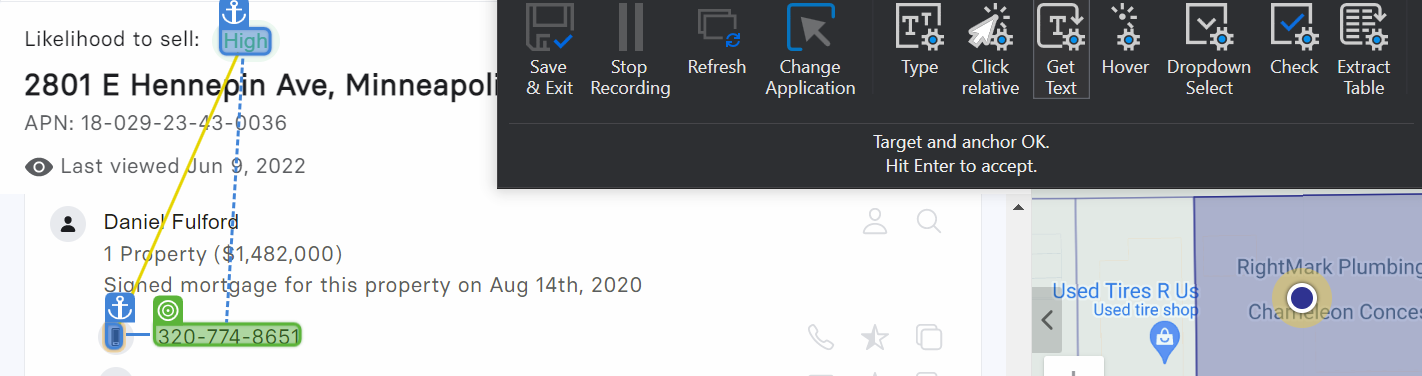 Likelihood to sell: High
2801 E Hennepin Ave, Minneapoli
APN: 18-029-23-43-0036
Last viewed Jun 9, 2022
Daniel Fulford
1 Property ($1,482,000)
Signed mortgage for this property on Aug 14th, 2020
320-774-8651
Save & Exit
Stop Recording
Refresh
Change Application
Type
Click relative
Get Text
Hover
Dropdown Select
Check
Extract Table
Target and anchor OK.
Hit Enter to accept.
RightMark Plumbing
Used Tires R Us
Used tire shop
Chameleon Conces